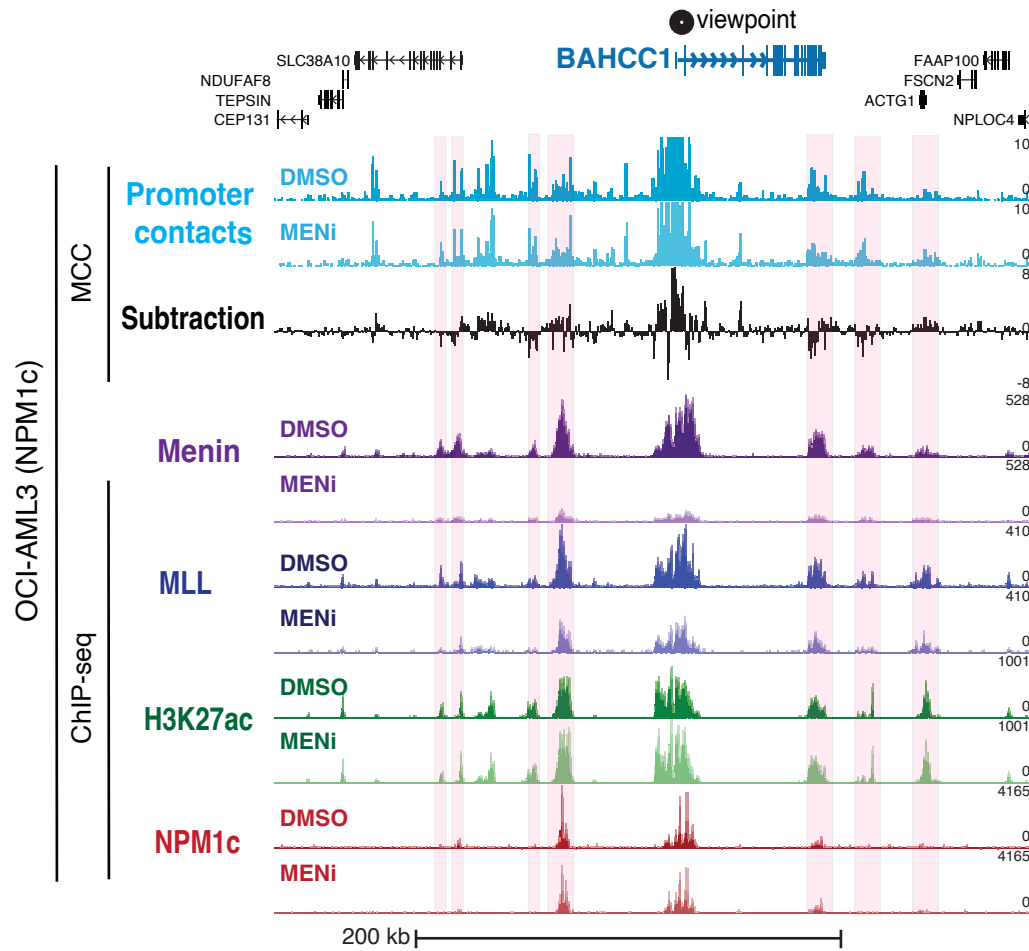 viewpoint
SLC38A10
BAHCC1
FAAP100
NDUFAF8
FSCN2
TEPSIN
ACTG1
CEP131
NPLOC4
OCI-AML3 (NPM1c)
MCC
Promoter
contacts
DMSO
10
0
MENi
10
0
Subtraction
8
-8
Menin
DMSO
528
0
MENi
528
0
ChIP-seq
MLL
DMSO
410
0
MENi
410
0
H3K27ac
DMSO
1001
0
MENi
1001
0
NPM1c
DMSO
4165
0
MENi
4165
0
200 kb